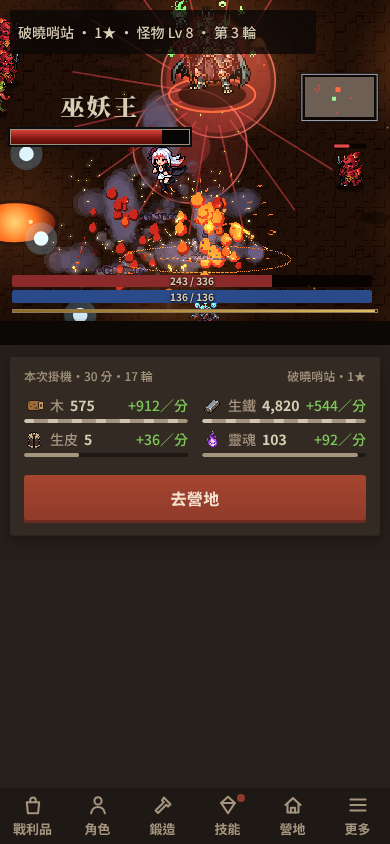 破曉哨站 • 1★ • 怪物 Lv 8 • 第 3 輪
巫妖王
243 / 336
136 / 136
本次掛機・30 分・17 輪 破曉哨站・1★
木 575 +912／分 生鐵 4,820 +544／分
生皮 5 +36／分 靈魂 103 +92／分
去營地
戰利品 角色 鍛造 技能 營地 更多